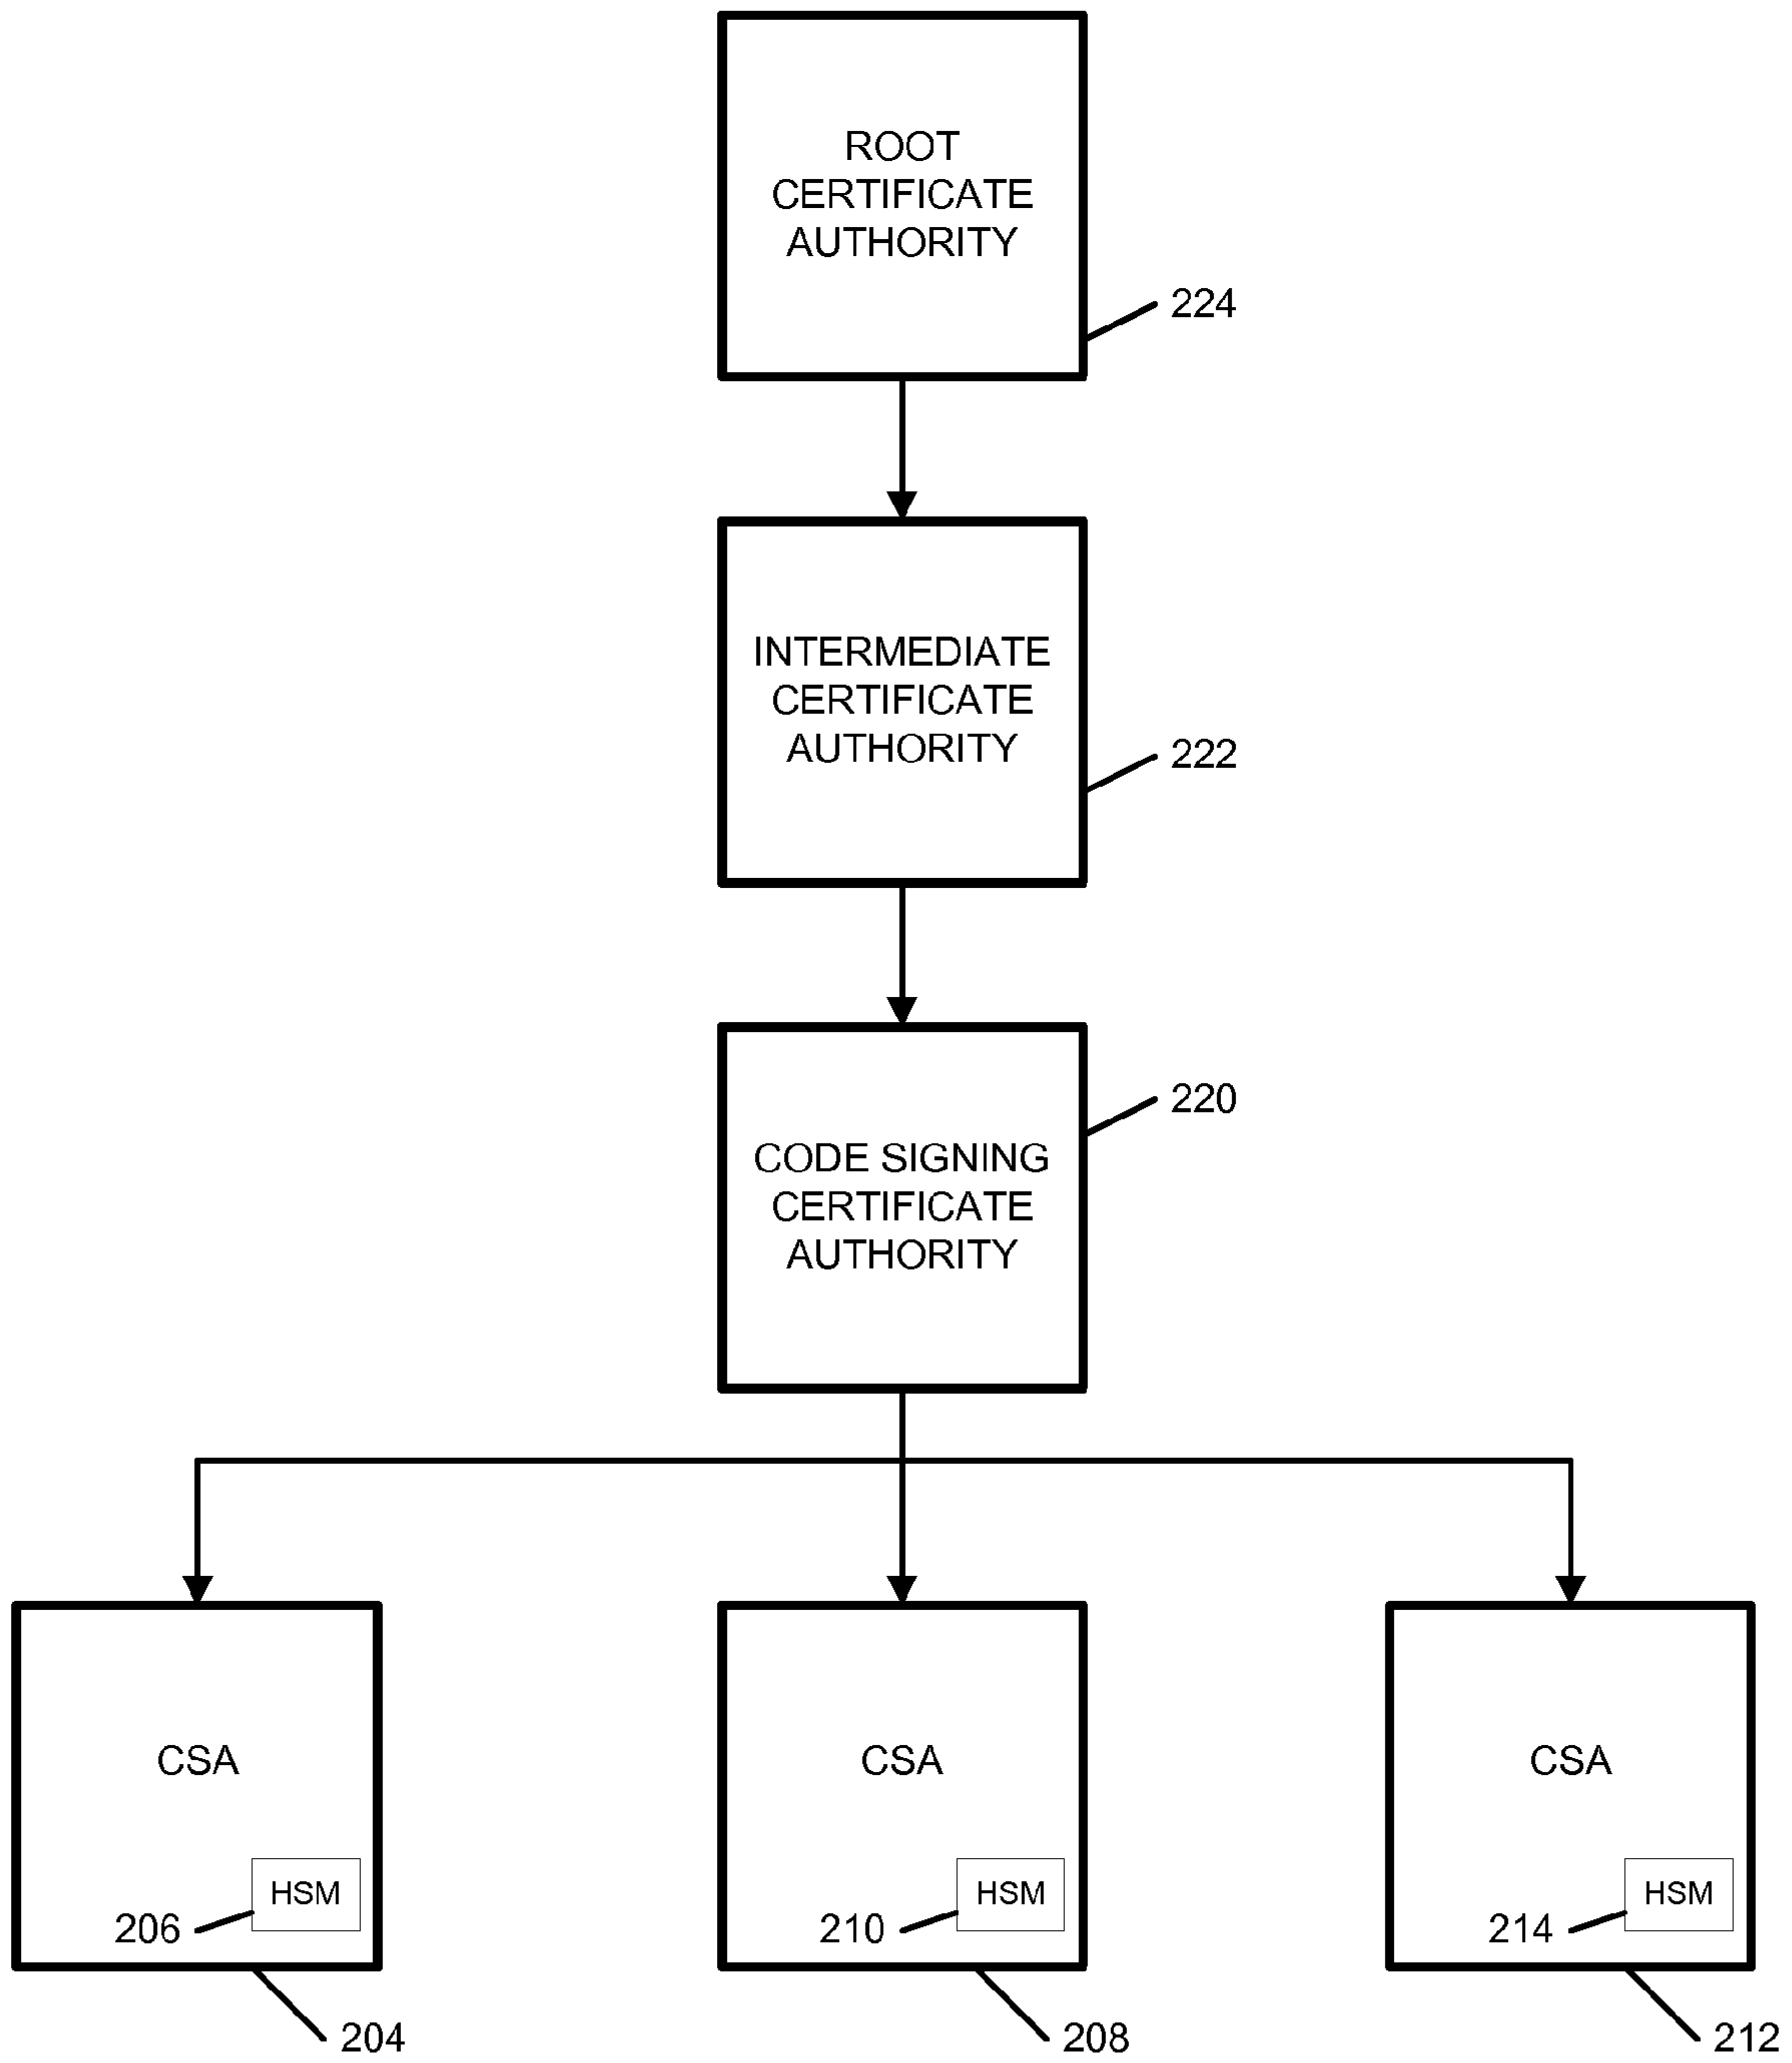 ROOT
CERTIFICATE
AUTHORITY
224
INTERMEDIATE
CERTIFICATE
AUTHORITY
222
220
CODE SIGNING
CERTIFICATE
AUTHORITY
CSA
CSA
CSA
HSM
HSM
HSM
206
210
214
204
208
212